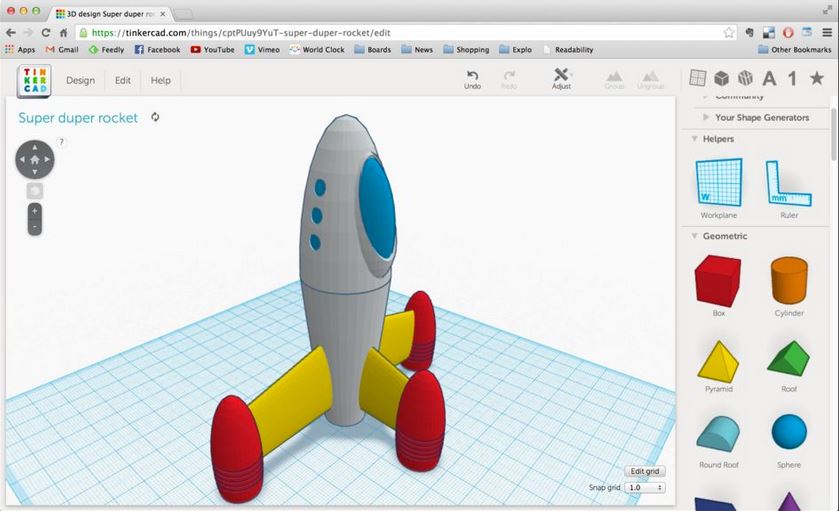 3D design Super duper roc
https://tinkercad.com/things/cptPUuy9YuT-super-duper-rocket/edit
Apps Gmail Feedly Facebook YouTube Vimeo World Clock Boards News Shopping Explo Readability Other Bookmarks
TIN
KER
CAD
Design Edit Help Undo Redo Adjust Group Ungroup
A 1
Super duper rocket
?
+
-
Community
Your Shape Generators
Helpers
W
mm
Workplane Ruler
Geometric
Box Cylinder
Pyramid Roof
Round Roof Sphere
Edit grid
Snap grid 1.0